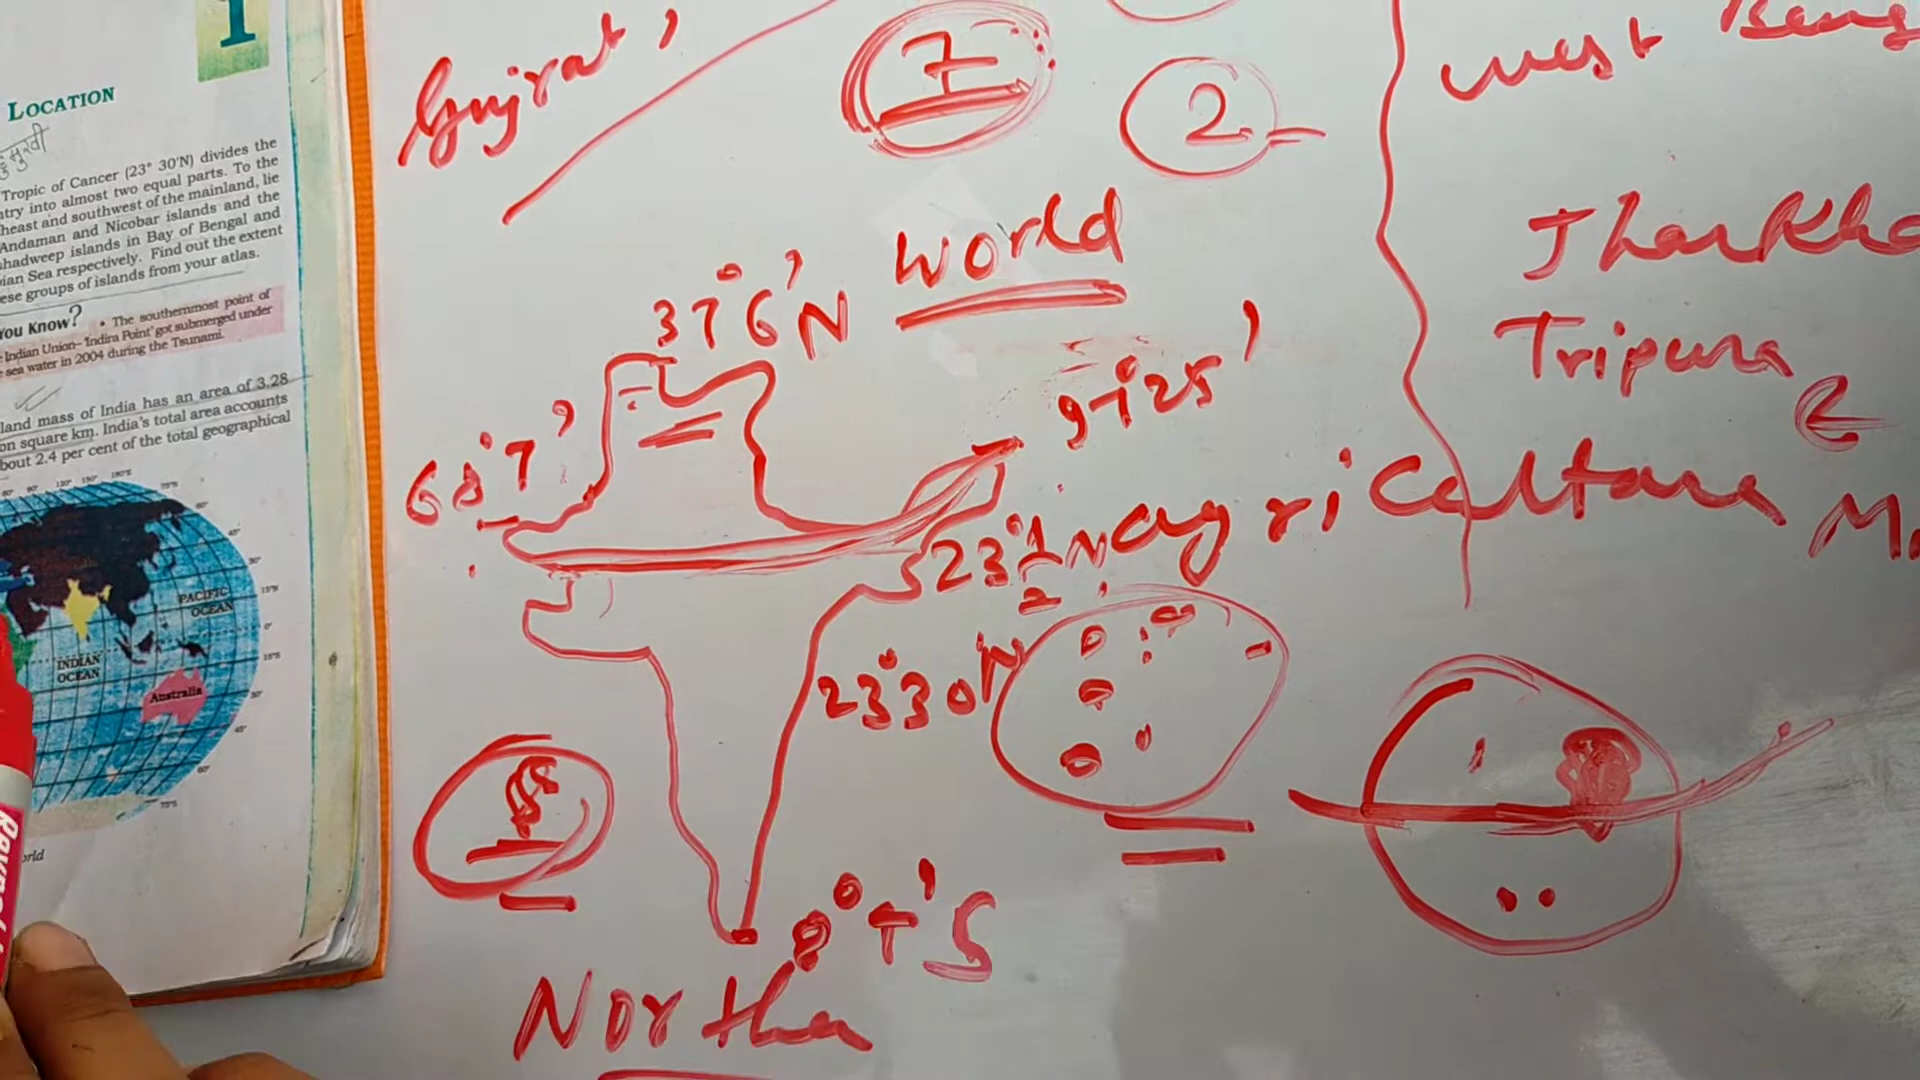 1
LOCATION
Tropic of Cancer (23° 30'N) divides the
ntry into almost two equal parts. To the
heast and southwest of the mainland, lie
Andaman and Nicobar islands and the
shadweep islands in Bay of Bengal and
ian Sea respectively. Find out the extent
ese groups of islands from your atlas.
You Know? • The southernmost point of
Indian Union– 'Indira Point' got submerged under
sea water in 2004 during the Tsunami.
land mass of India has an area of 3.28
on square km. India's total area accounts
bout 2.4 per cent of the total geographical
PACIFIC
OCEAN
INDIAN
OCEAN
Australia
orld
Gujrat,
7
2
World
37°6'N
68°7'
97°25'
23°1/2 N
23°30'N
8°4'S
Northe
agriculture
West Beng
Jharkha
Tripura
M